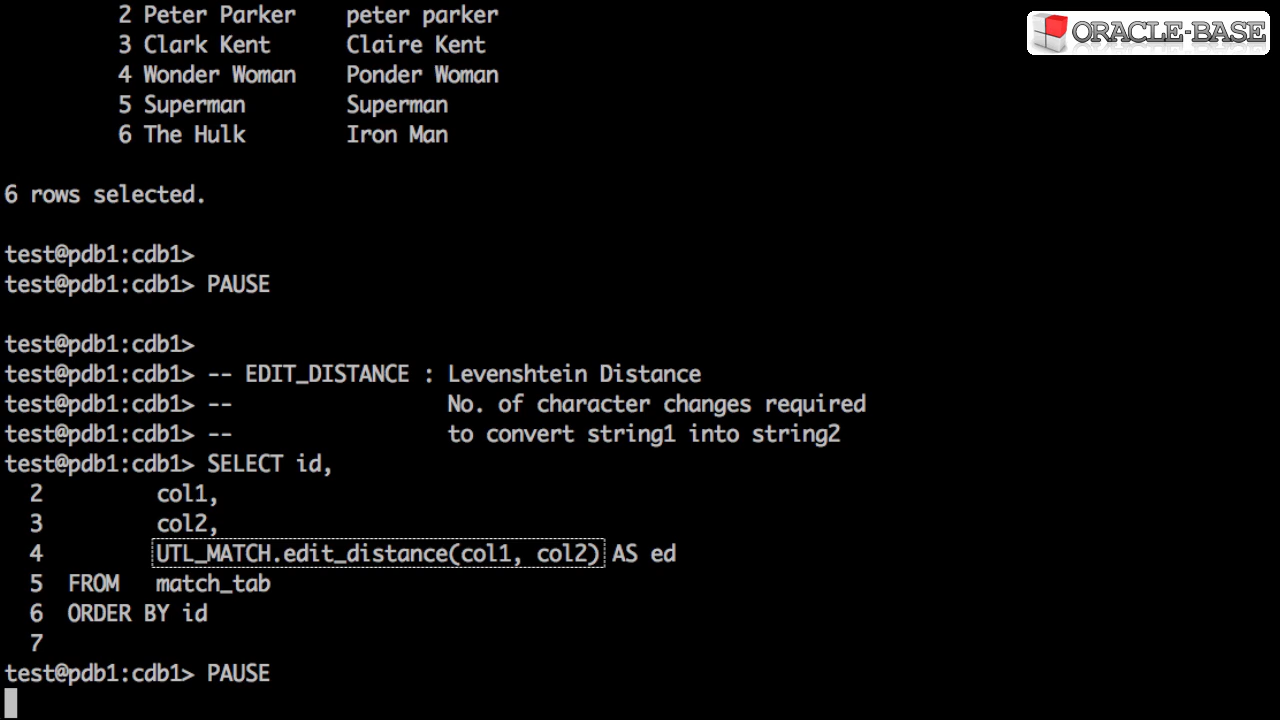 ORACLE-BASE
2 Peter Parker peter parker
3 Clark Kent Claire Kent
4 Wonder Woman Ponder Woman
5 Superman Superman
6 The Hulk Iron Man
6 rows selected.
test@pdb1:cdb1>
test@pdb1:cdb1> PAUSE
test@pdb1:cdb1>
test@pdb1:cdb1> -- EDIT_DISTANCE : Levenshtein Distance
test@pdb1:cdb1> -- No. of character changes required
test@pdb1:cdb1> -- to convert string1 into string2
test@pdb1:cdb1> SELECT id,
2 col1,
3 col2,
4 UTL_MATCH.edit_distance(col1, col2) AS ed
5 FROM match_tab
6 ORDER BY id
7
test@pdb1:cdb1> PAUSE